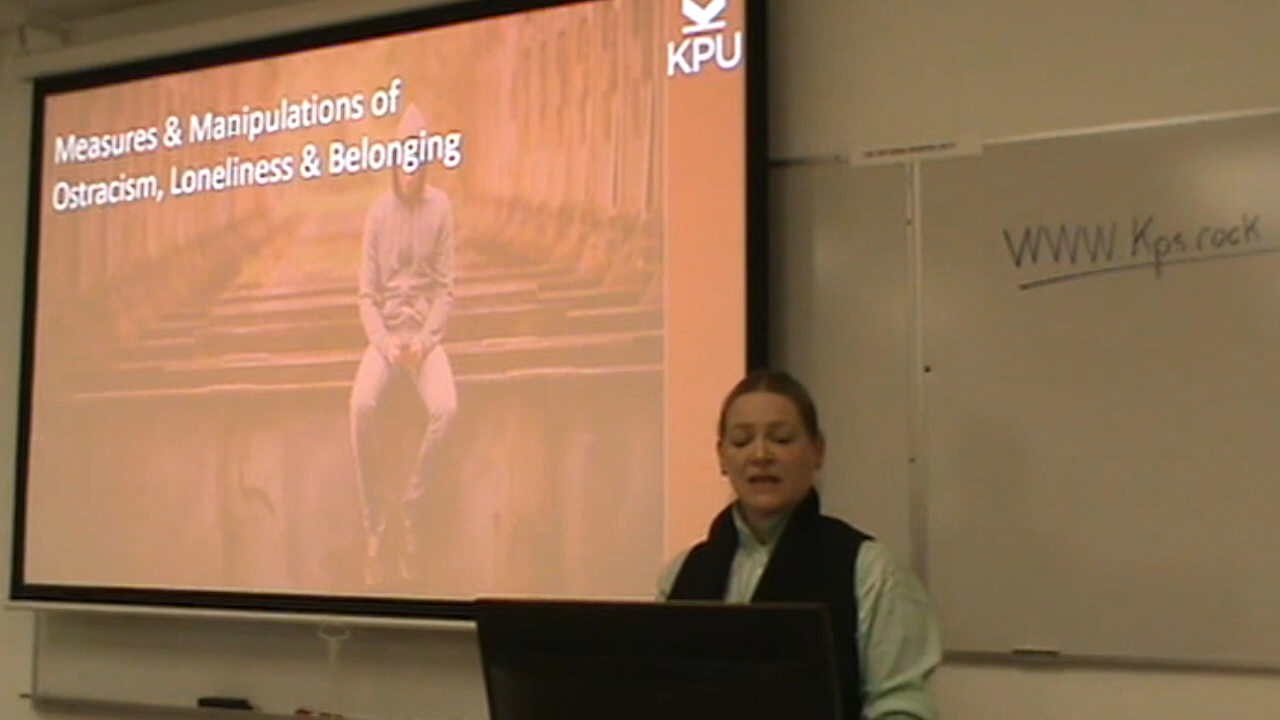 Measures & Manipulations of
Ostracism, Loneliness & Belonging
KPU
WWW.Kps.rock